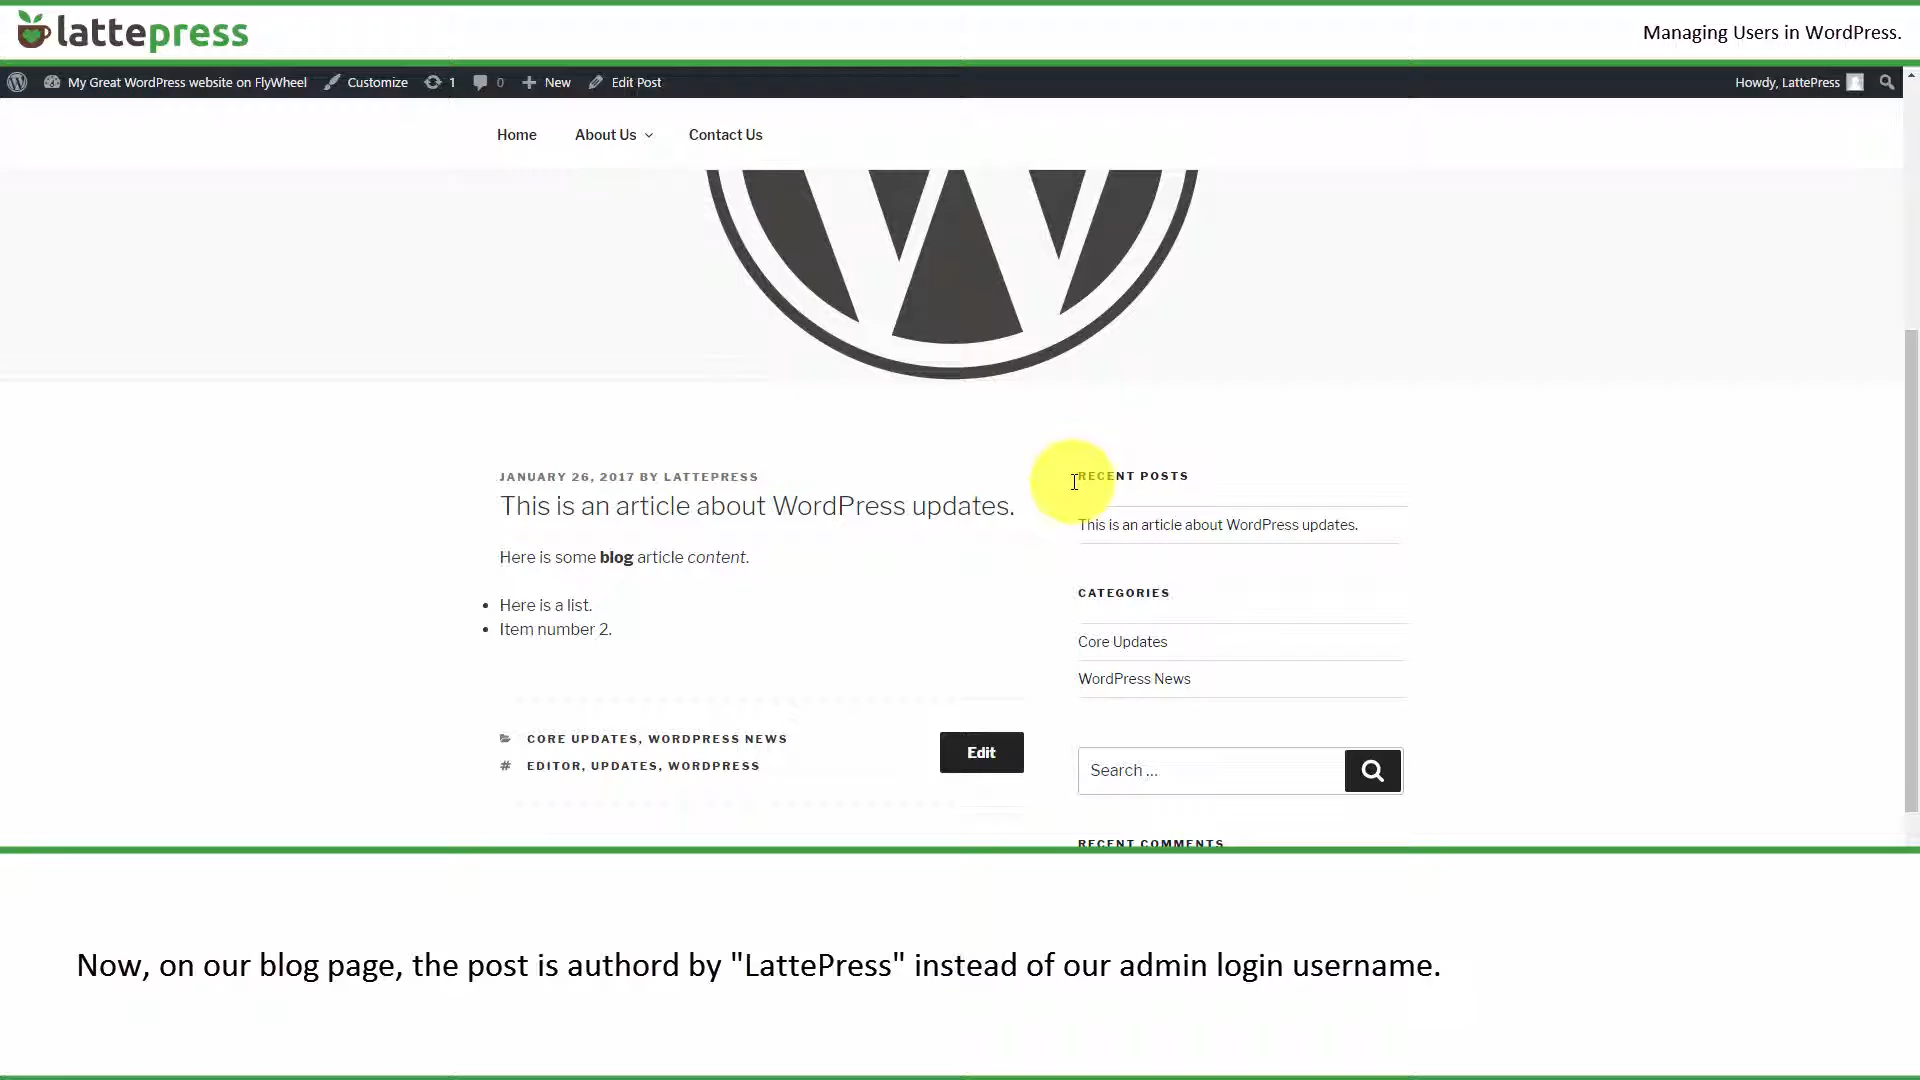 lattepress
Managing Users in WordPress.
My Great WordPress website on FlyWheel Customize 1 0 New Edit Post Howdy, LattePress
Home About Us Contact Us
JANUARY 26, 2017 BY LATTEPRESS
This is an article about WordPress updates.
Here is some blog article content.
Here is a list.
Item number 2.
CORE UPDATES, WORDPRESS NEWS
# EDITOR, UPDATES, WORDPRESS
Edit
RECENT POSTS
This is an article about WordPress updates.
CATEGORIES
Core Updates
WordPress News
Search …
RECENT COMMENTS
Now, on our blog page, the post is authord by "LattePress" instead of our admin login username.